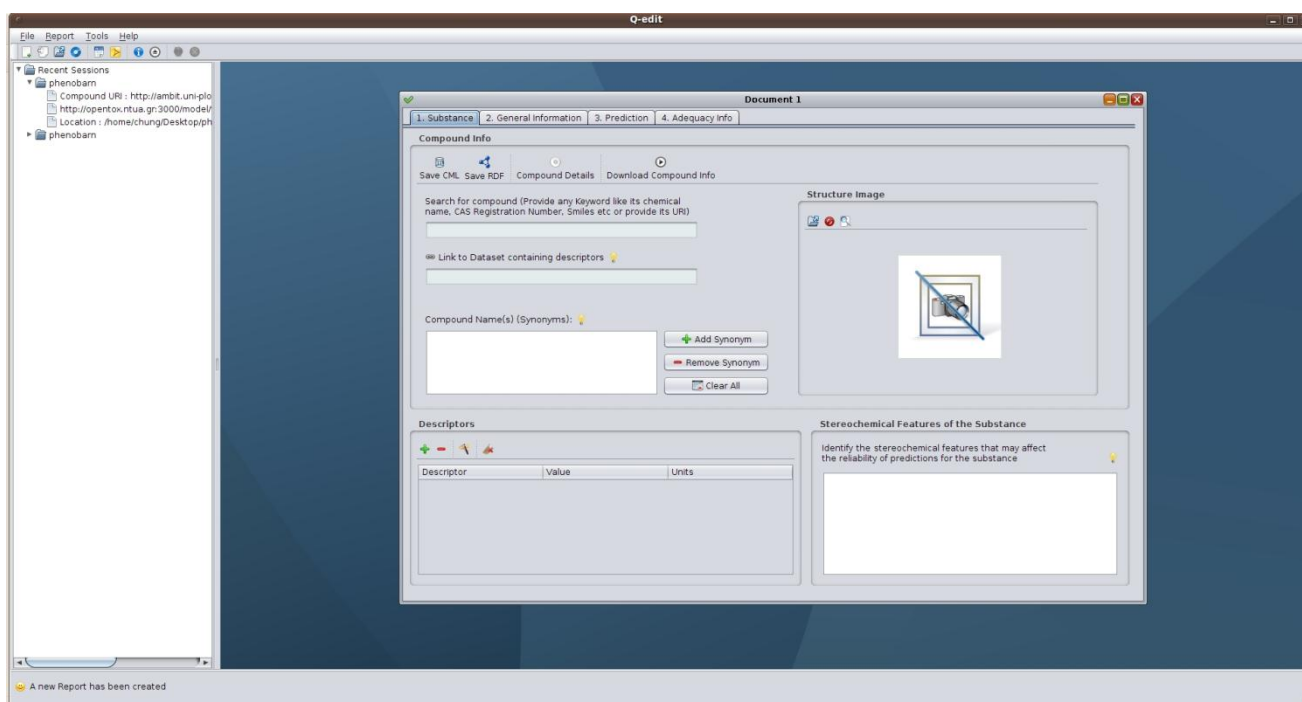 Q-edit
File Report Tools Help
Recent Sessions
phenobarn
Compound URI : http://ambit.uni-plo
http://opentox.ntua.gr:3000/model/
Location : /home/chung/Desktop/ph
phenobarn
Document 1
1. Substance 2. General Information 3. Prediction 4. Adequacy Info
Compound Info
Save CML Save RDF Compound Details Download Compound Info
Search for compound (Provide any Keyword like its chemical
name, CAS Registration Number, Smiles etc or provide its URI)
Link to Dataset containing descriptors
Compound Name(s) (Synonyms):
Add Synonym
Remove Synonym
Clear All
Structure Image
Descriptors
Descriptor Value Units
Stereochemical Features of the Substance
Identify the stereochemical features that may affect
the reliability of predictions for the substance
A new Report has been created